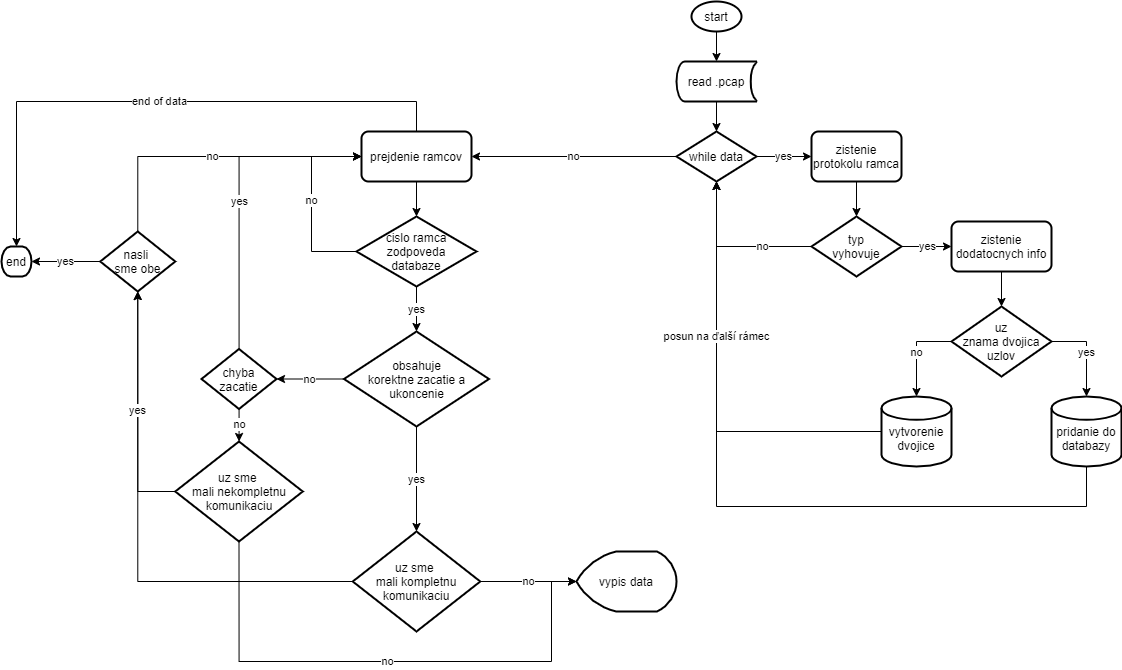 start
read .pcap
end of data
no
prejdenie ramcov
no
while data
yes
zistenie
protokolu ramca
yes
no
cislo ramca
zodpoveda
databaze
no
typ
vyhovuje
yes
zistenie
dodatocnych info
end
yes
nasli
sme obe
yes
posun na ďalší rámec
uz
znama dvojica
uzlov
no
yes
chyba
zacatie
no
obsahuje
korektne zacatie a
ukoncenie
yes
no
vytvorenie
dvojice
pridanie do
databazy
uz sme
mali nekompletnu
komunikaciu
yes
uz sme
mali kompletnu
komunikaciu
no
vypis data
no